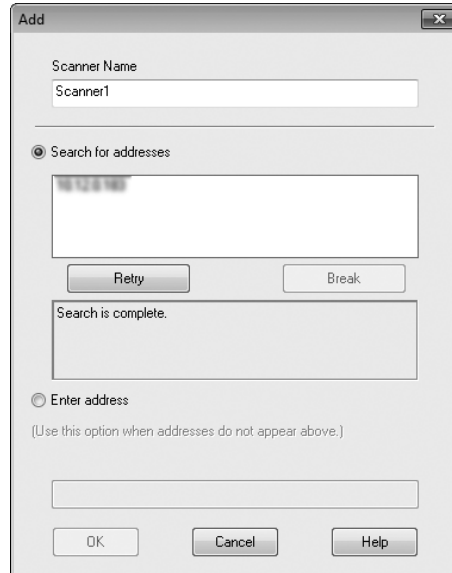 Add
Scanner Name
Scanner1
Search for addresses
Retry
Break
Search is complete.
Enter address
(Use this option when addresses do not appear above.)
OK
Cancel
Help